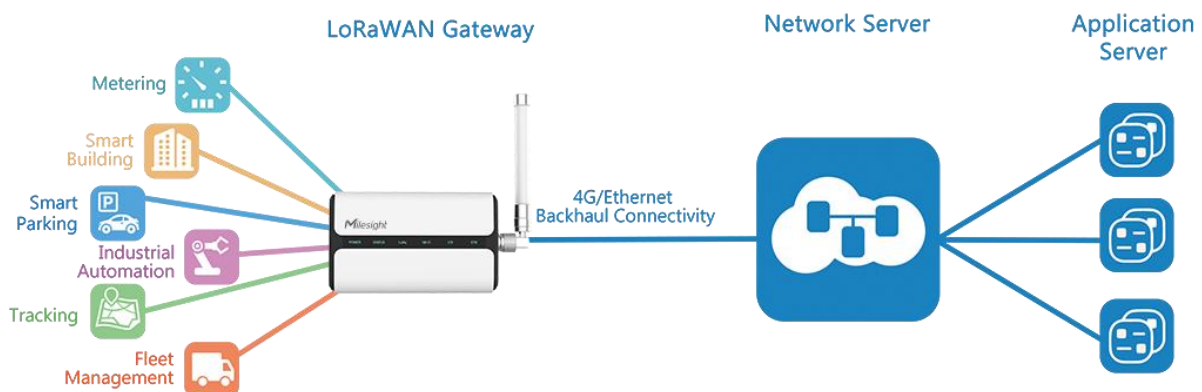 LoRaWAN Gateway
Network Server
Application
Server
Metering
Smart
Building
Smart
Parking
P
Industrial
Automation
Tracking
Fleet
Management
Milesight
4G/Ethernet
Backhaul Connectivity